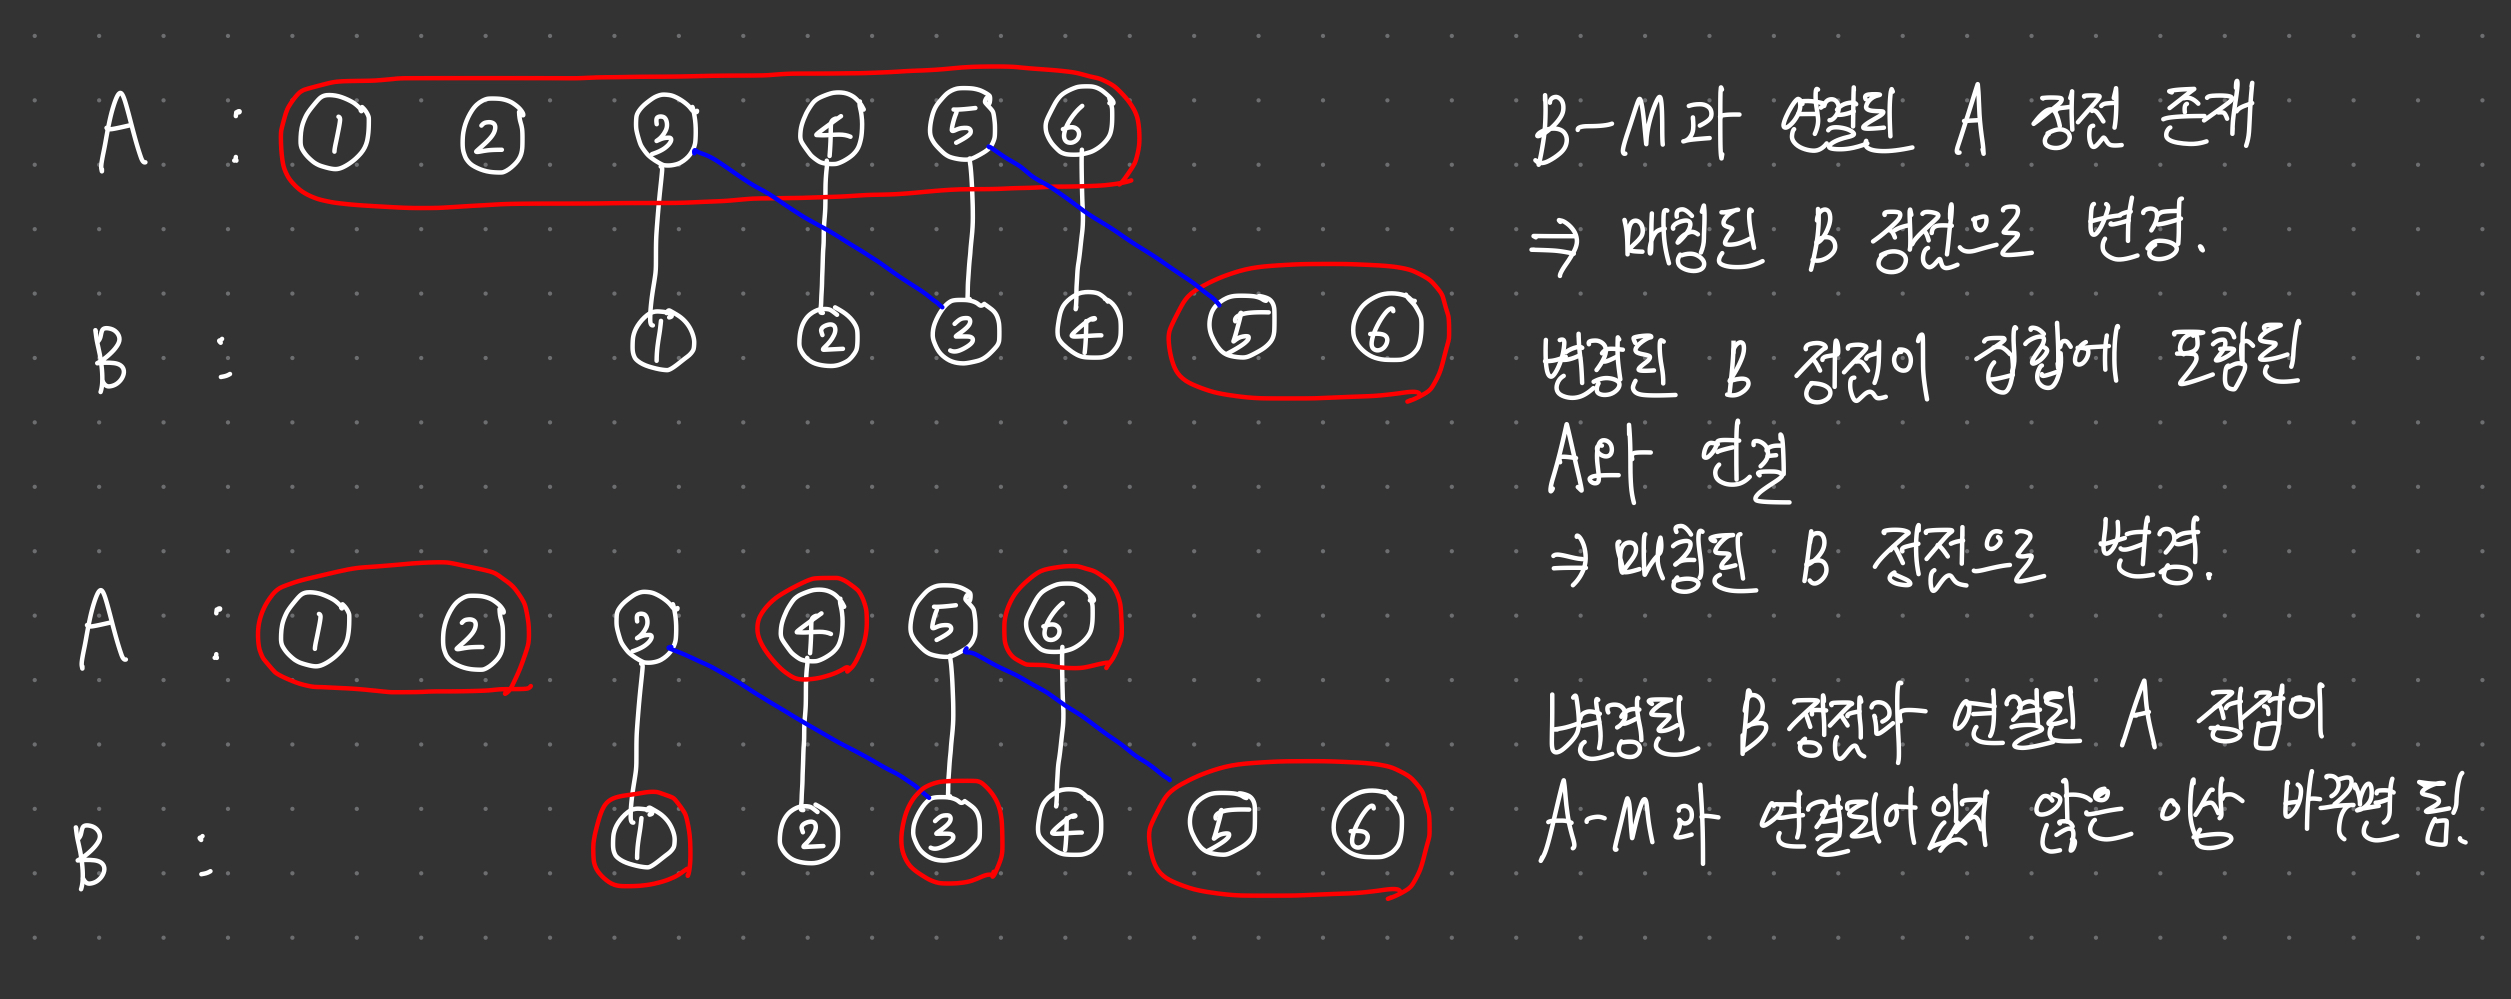 A : ① ② ③ ④ ⑤ ⑥
B : ① ② ③ ④ ⑤ ⑥
B-M과 연결된 A 정점 존재
⇒ 매칭된 B 정점으로 변경.
변경된 B 정점이 집합에 포함된
A와 연결
⇒ 매칭된 B 정점으로 변경.
A : ① ② ③ ④ ⑤ ⑥
B : ① ② ③ ④ ⑤ ⑥
변경된 B 정점과 연결된 A 정점이
A-M과 연결되어 있지 않은 이상 바꾸면 됨.